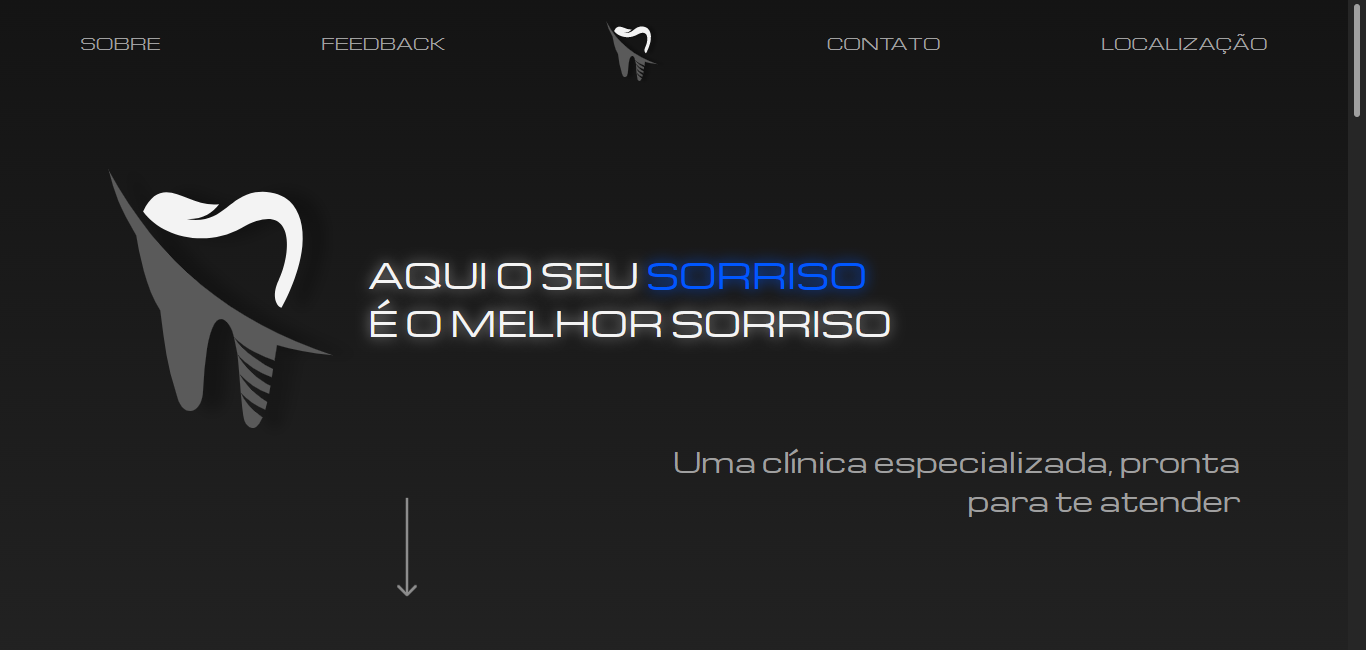 SOBRE
FEEDBACK
CONTATO
LOCALIZAÇÃO
AQUI O SEU SORRISO
É O MELHOR SORRISO
Uma clínica especializada, pronta
para te atender